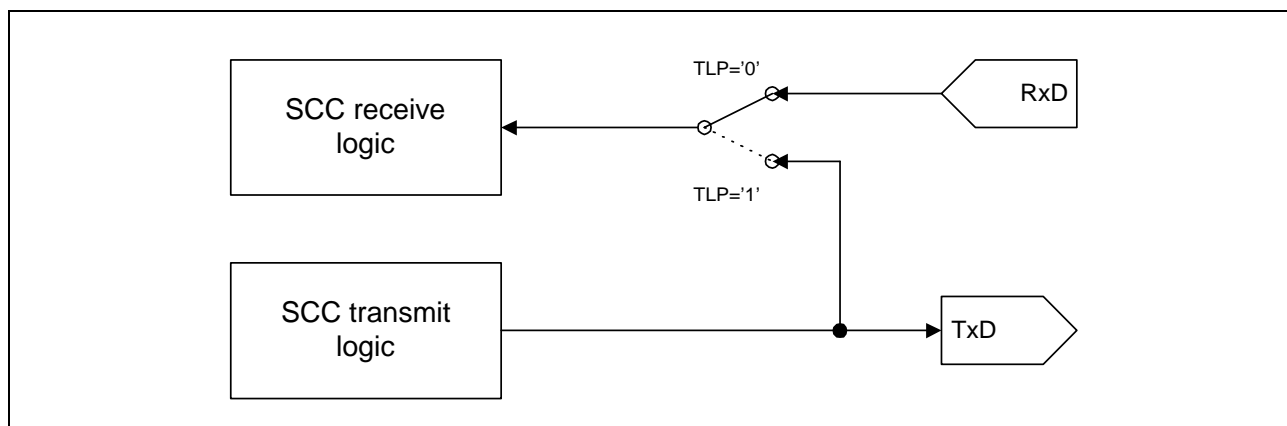 SCC receive
logic
TLP='0'
RxD
TLP='1'
SCC transmit
logic
TxD